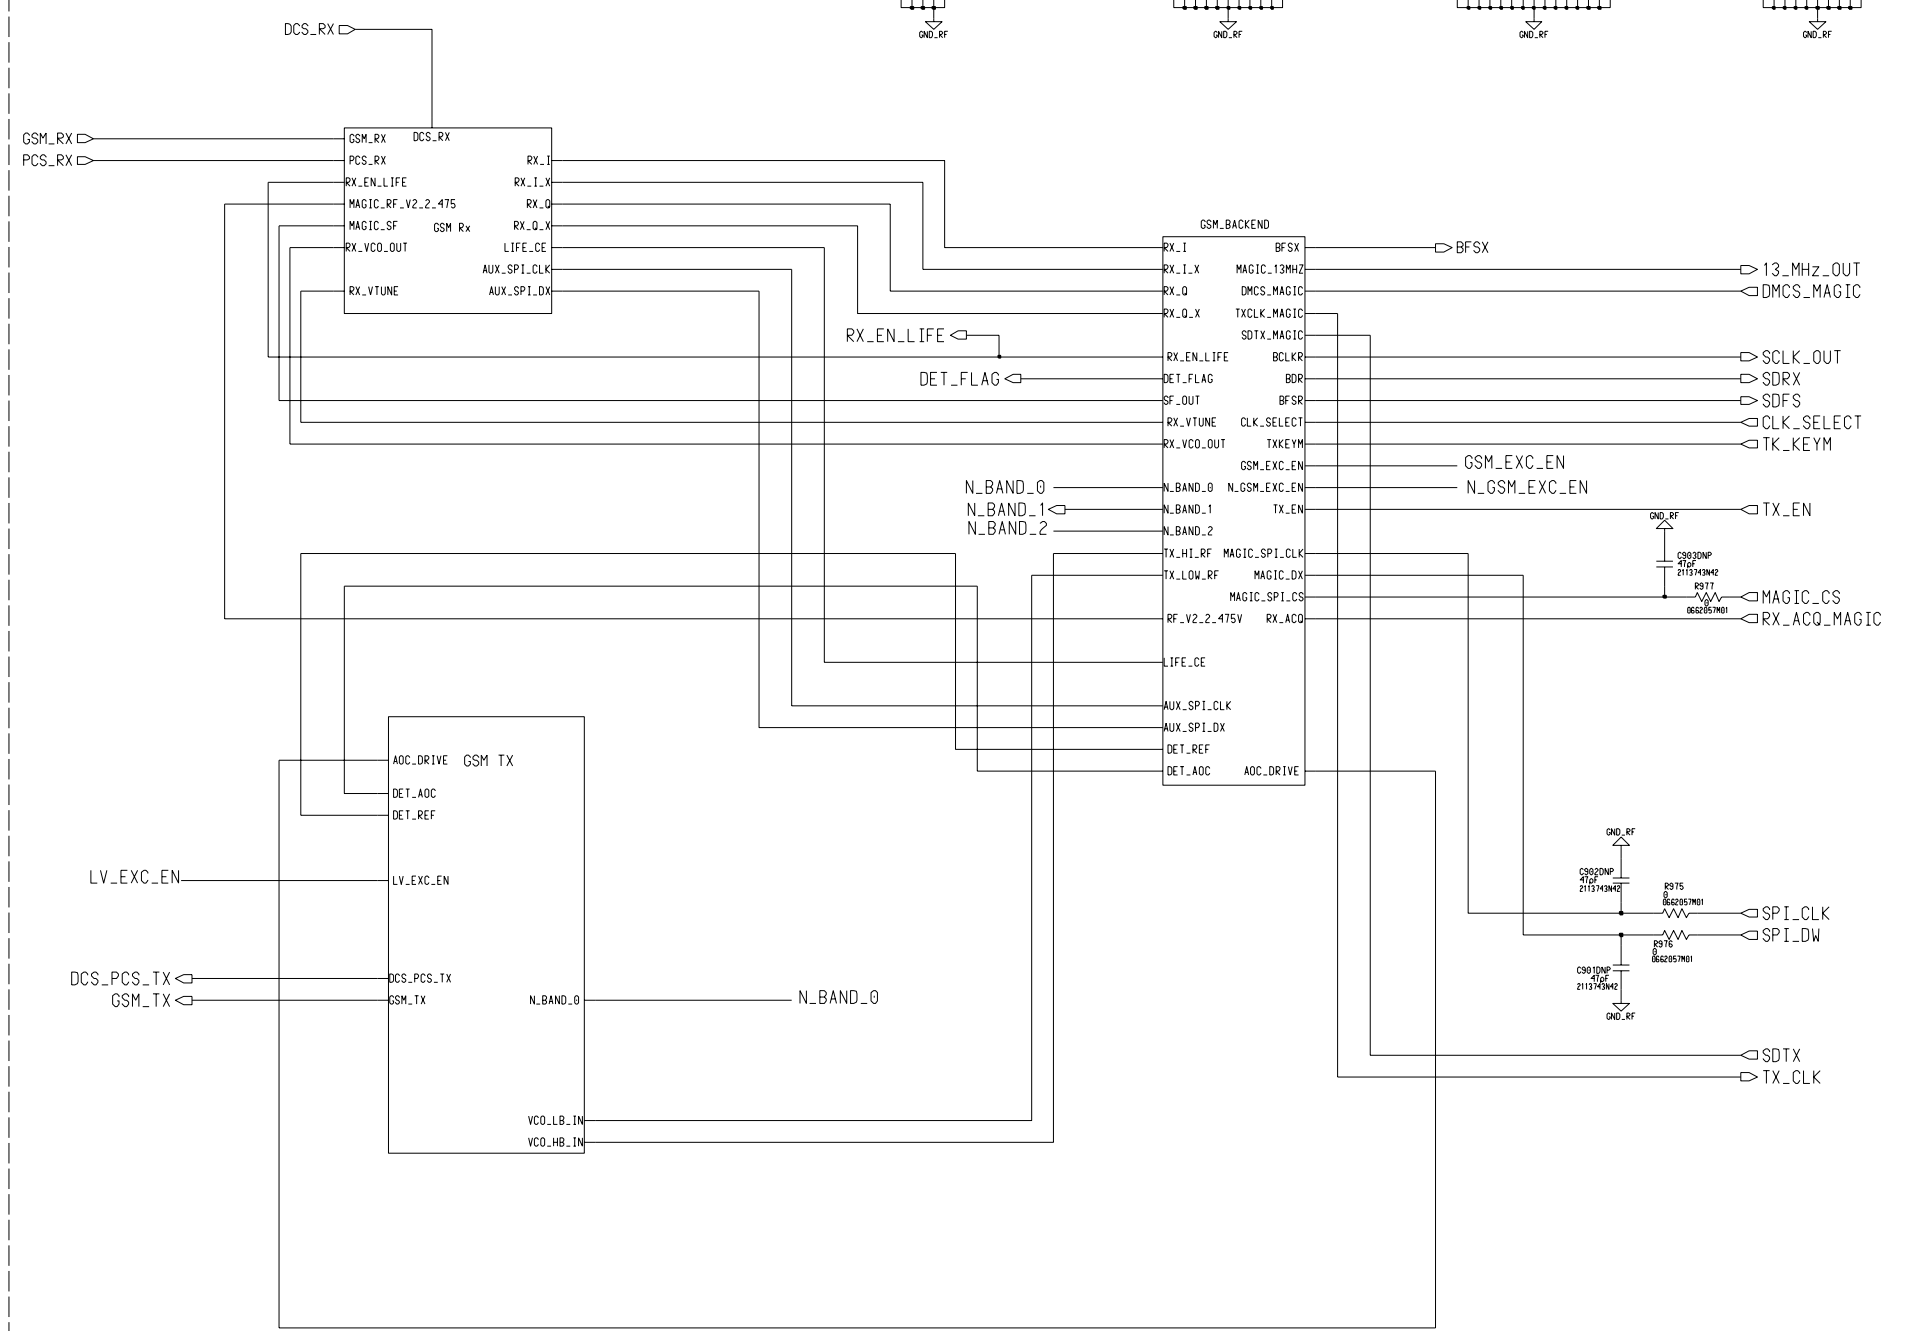 GND_RF
GND_RF
GND_RF
GND_RF
DCS_RX
GSM_RX
PCS_RX
GSM_RX
DCS_RX
PCS_RX
RX_EN_LIFE
MAGIC_RF_V2_2_475
MAGIC_SF
GSM Rx
RX_VCO_OUT
RX_VTUNE
RX_I
RX_I_X
RX_Q
RX_Q_X
LIFE_CE
AUX_SPI_CLK
AUX_SPI_DX
GSM_BACKEND
RX_I
RX_I_X
RX_Q
RX_Q_X
RX_EN_LIFE
DET_FLAG
SF_OUT
RX_VTUNE
RX_VCO_OUT
N_BAND_0
N_BAND_1
N_BAND_2
TX_HI_RF
TX_LOW_RF
RF_V2_2_475V
LIFE_CE
AUX_SPI_CLK
AUX_SPI_DX
DET_REF
DET_AOC
BFSX
MAGIC_13MHZ
DMCS_MAGIC
TXCLK_MAGIC
SDTX_MAGIC
BCLKR
BDR
BFSR
CLK_SELECT
TXKEYM
GSM_EXC_EN
N_GSM_EXC_EN
TX_EN
MAGIC_SPI_CLK
MAGIC_DX
MAGIC_SPI_CS
RX_ACQ
AOC_DRIVE
RX_EN_LIFE
DET_FLAG
N_BAND_0
N_BAND_1
N_BAND_2
BFSX
13_MHz_OUT
DMCS_MAGIC
SCLK_OUT
SDRX
SDFS
CLK_SELECT
TK_KEYM
GSM_EXC_EN
N_GSM_EXC_EN
TX_EN
GND_RF
C903DNP
47pF
2113743N42
R977
0
0662057M01
MAGIC_CS
RX_ACQ_MAGIC
AOC_DRIVE
GSM TX
DET_AOC
DET_REF
LV_EXC_EN
DCS_PCS_TX
GSM_TX
N_BAND_0
VCO_LB_IN
VCO_HB_IN
LV_EXC_EN
DCS_PCS_TX
GSM_TX
N_BAND_0
GND_RF
C902DNP
47pF
2113743N42
R975
0
0662057M01
SPI_CLK
SPI_DW
R976
0
0662057M01
C901DNP
47pF
2113743N42
GND_RF
SDTX
TX_CLK